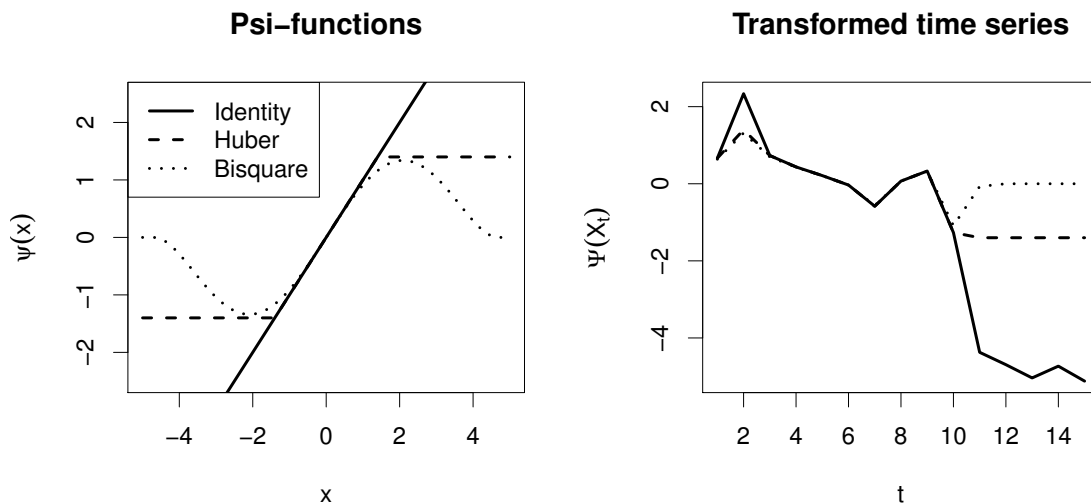 Psi−functions
Identity
Huber
Bisquare
ψ(x)
2
1
0
−1
−2
−4 −2 0 2 4
x
Transformed time series
Ψ(Xt)
2
0
−2
−4
2 4 6 8 10 12 14
t